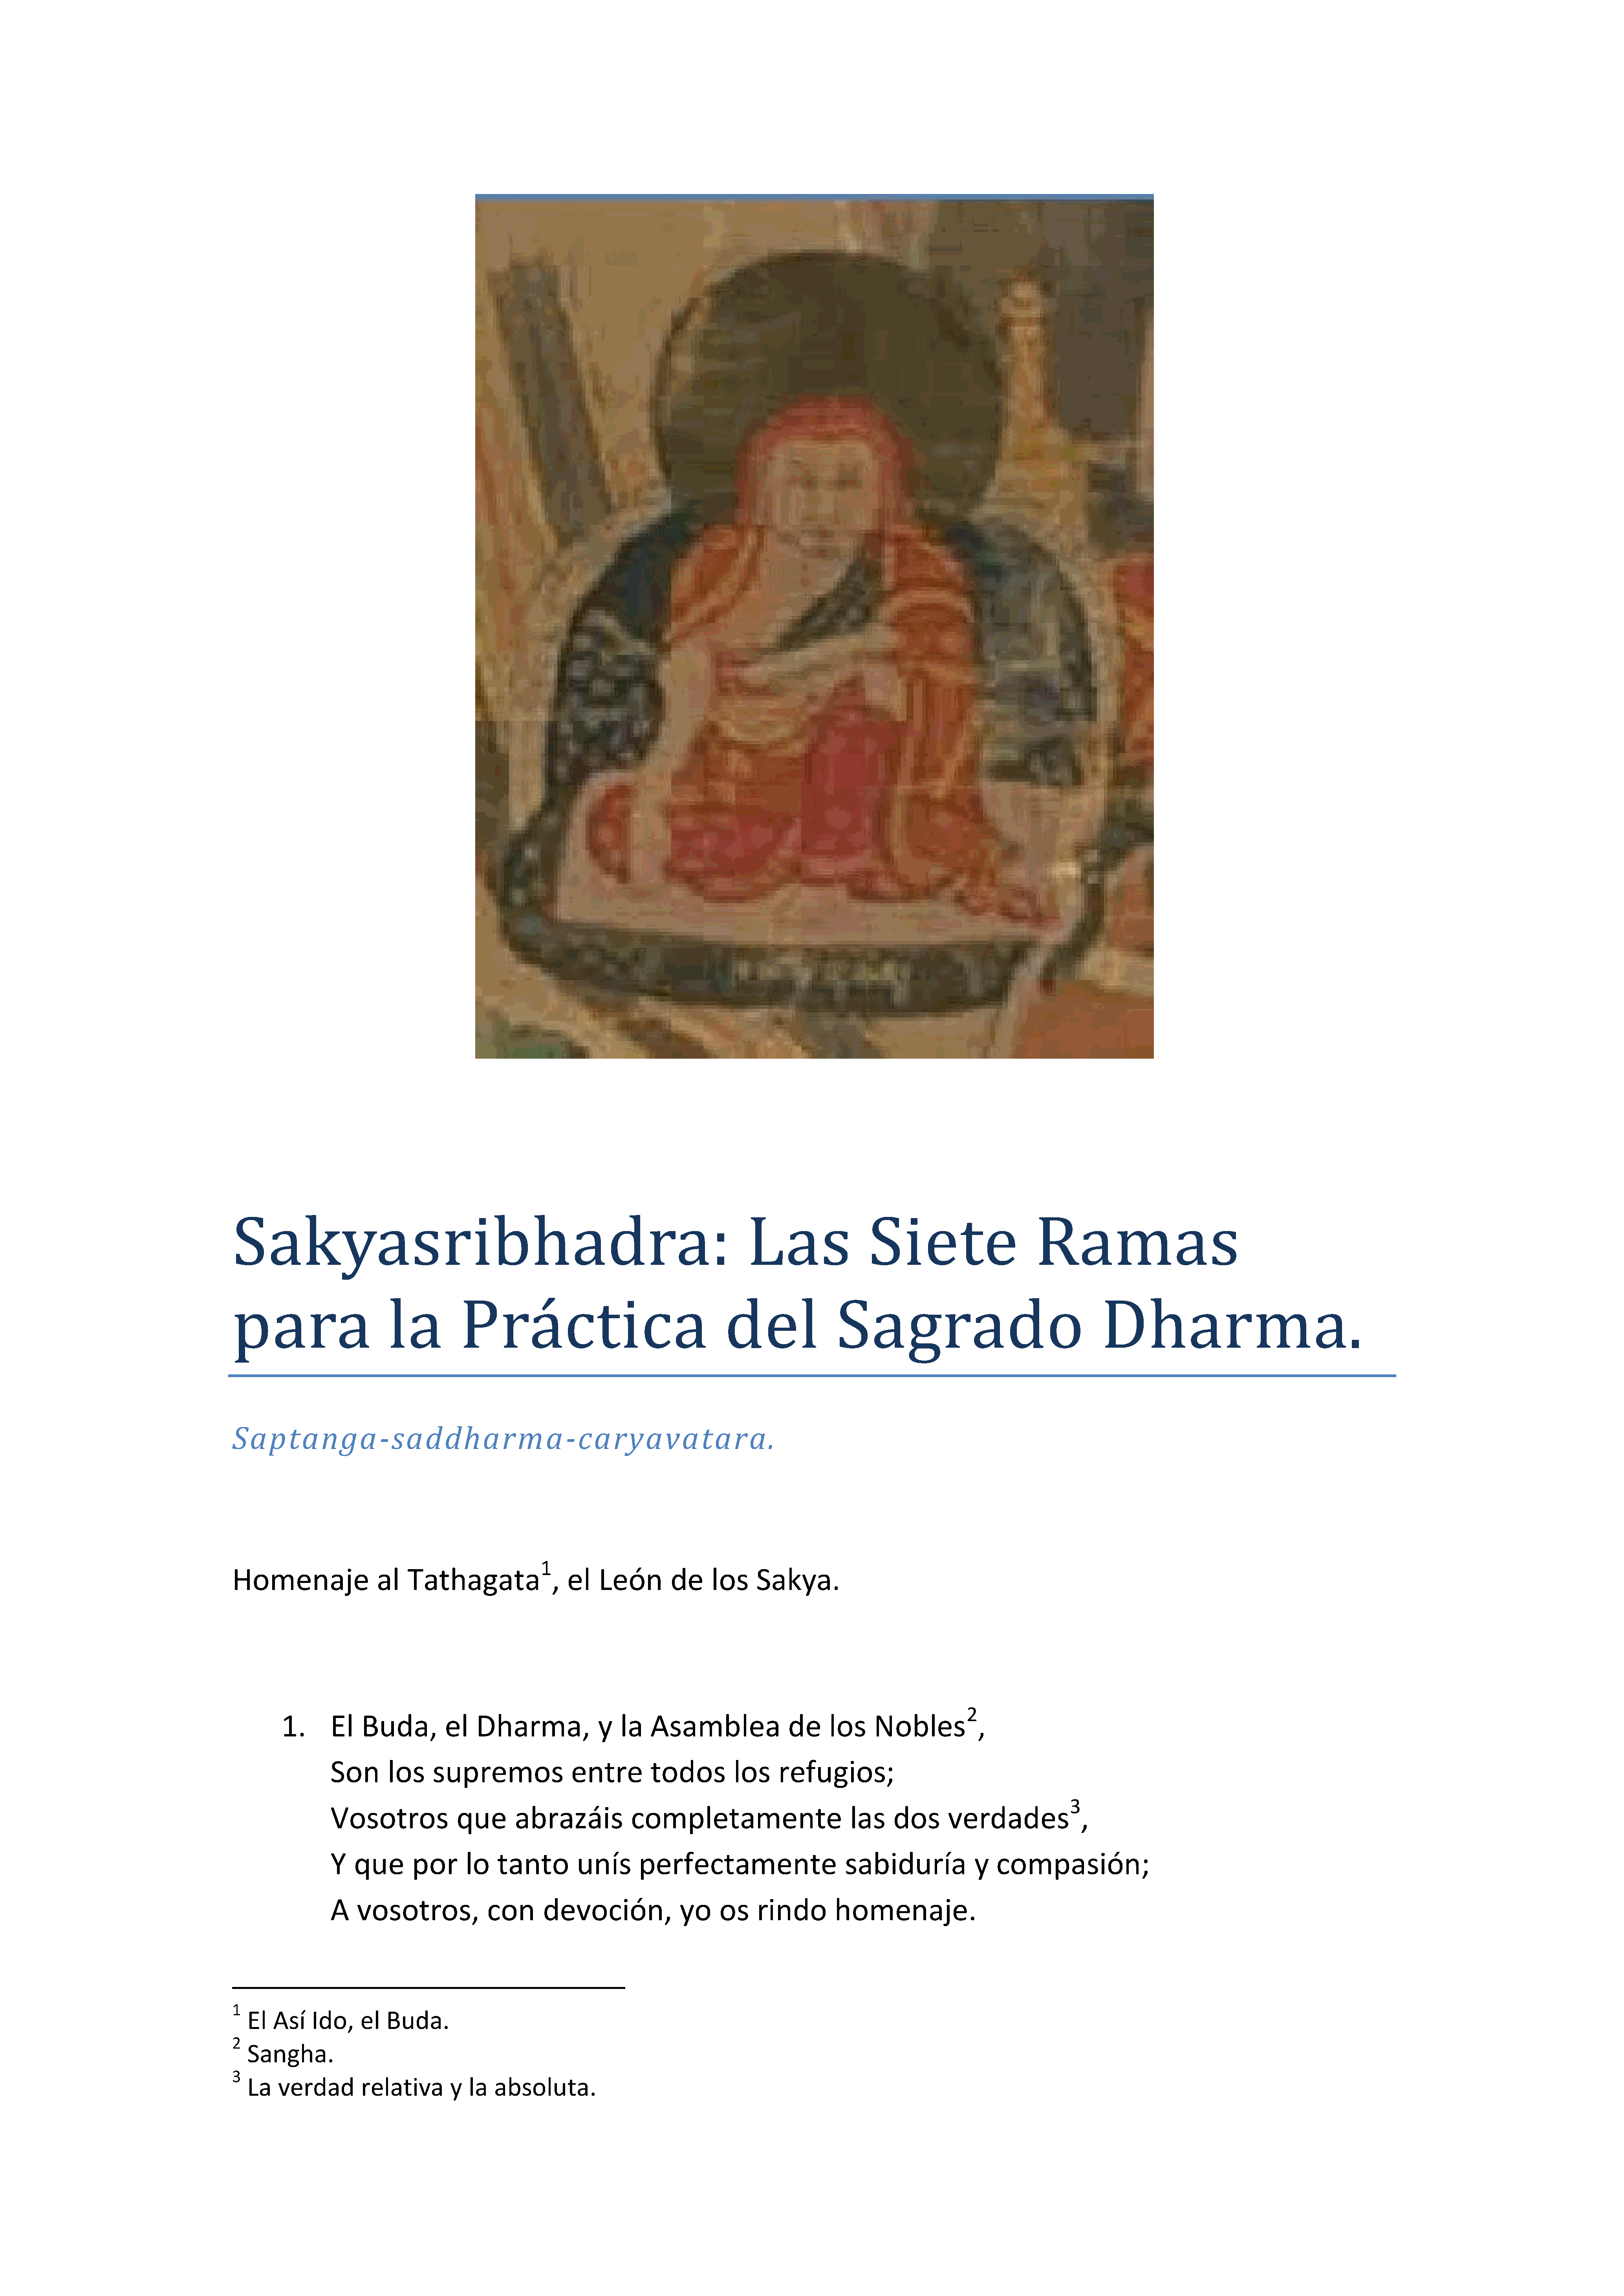 Sakyasribhadra: Las Siete Ramas
para la Práctica del Sagrado Dharma.
Saptanga-saddharma-caryavatara.
Homenaje al Tathagata1, el León de los Sakya.
1. El Buda, el Dharma, y la Asamblea de los Nobles2,
Son los supremos entre todos los refugios;
Vosotros que abrazáis completamente las dos verdades3,
Y que por lo tanto unís perfectamente sabiduría y compasión;
A vosotros, con devoción, yo os rindo homenaje.
1 El Así Ido, el Buda.
2 Sangha.
3 La verdad relativa y la absoluta.